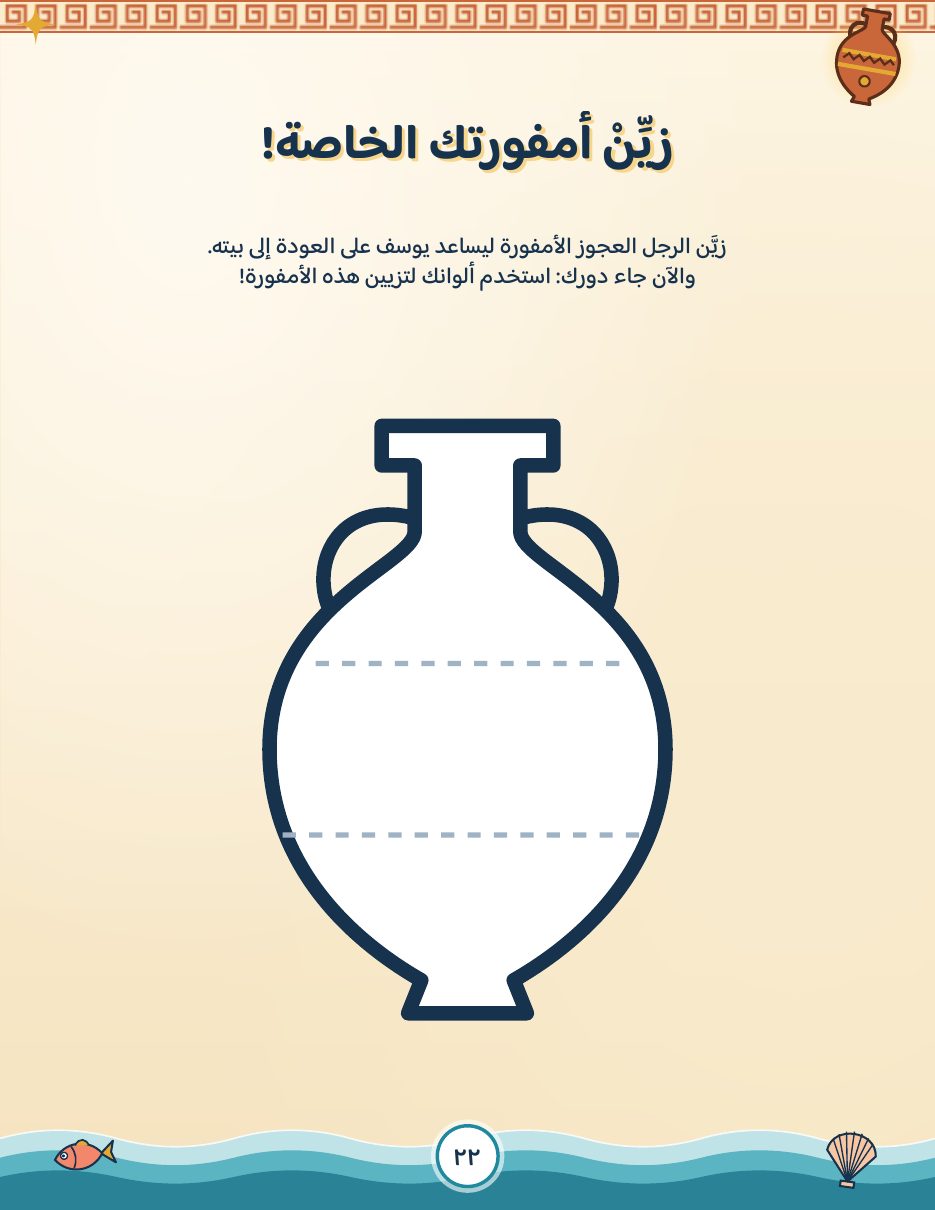 زيِّنْ أمفورتك الخاصة!
زيَّن الرجل العجوز الأمفورة ليساعد يوسف على العودة إلى بيته.
والآن جاء دورك: استخدم ألوانك لتزيين هذه الأمفورة!
٢٢